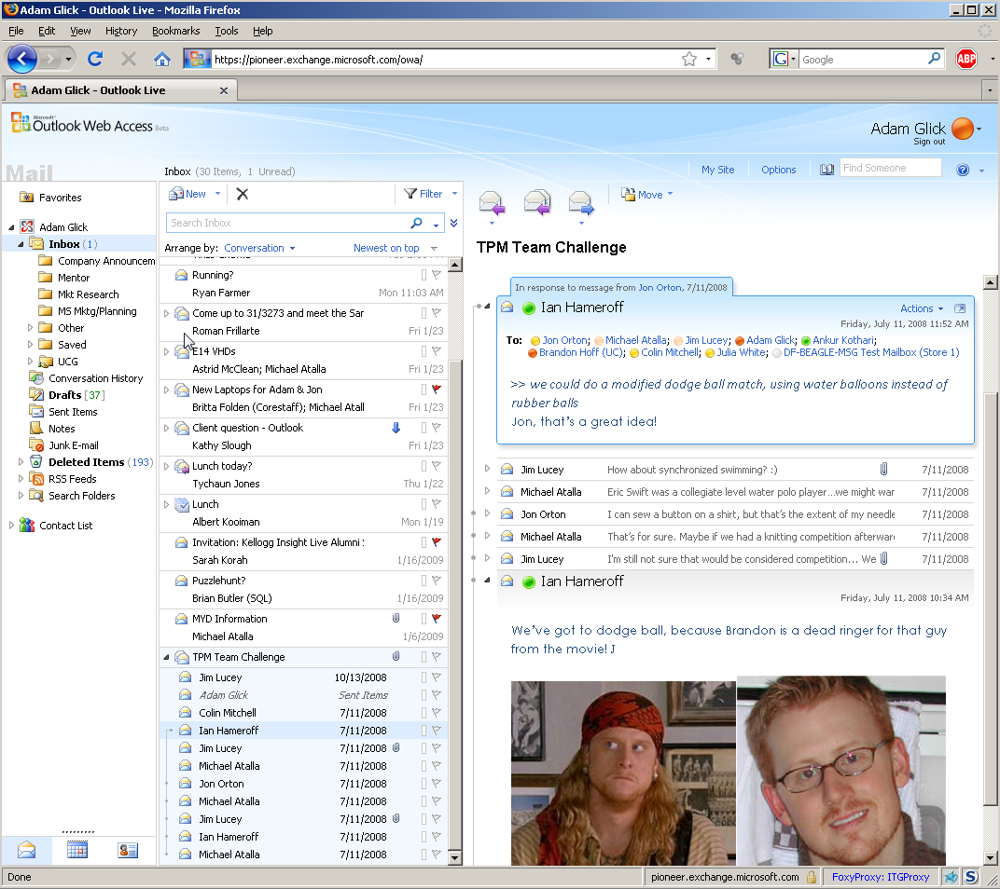 Adam Glick - Outlook Live - Mozilla Firefox
File Edit View History Bookmarks Tools Help
https://pioneer.exchange.microsoft.com/owa/
G Google
ABP
Adam Glick - Outlook Live
Microsoft
Outlook Web Access Beta
Adam Glick
Sign out
Mail
Inbox (30 Items, 1 Unread)
My Site Options Find Someone
Favorites
Adam Glick
Inbox (1)
Company Announcem
Mentor
Mkt Research
MS Mktg/Planning
Other
Saved
UCG
Conversation History
Drafts [37]
Sent Items
Notes
Junk E-mail
Deleted Items (193)
RSS Feeds
Search Folders
Contact List
New Filter
Search Inbox
Arrange by: Conversation Newest on top
Running?
Ryan Farmer Mon 11:03 AM
Come up to 31/3273 and meet the Sar
Roman Frillarte Fri 1/23
E14 VHDs
Astrid McClean; Michael Atalla Fri 1/23
New Laptops for Adam & Jon
Britta Folden (Corestaff); Michael Atall Fri 1/23
Client question - Outlook
Kathy Slough Fri 1/23
Lunch today?
Tychaun Jones Thu 1/22
Lunch
Albert Kooiman Mon 1/19
Invitation: Kellogg Insight Live Alumni
Sarah Korah 1/16/2009
Puzzlehunt?
Brian Butler (SQL) 1/16/2009
MYD Information
Michael Atalla 1/6/2009
TPM Team Challenge
Jim Lucey 10/13/2008
Adam Glick Sent Items
Colin Mitchell 7/11/2008
Ian Hameroff 7/11/2008
Jim Lucey 7/11/2008
Michael Atalla 7/11/2008
Jon Orton 7/11/2008
Michael Atalla 7/11/2008
Jim Lucey 7/11/2008
Ian Hameroff 7/11/2008
Michael Atalla 7/11/2008
Move
TPM Team Challenge
In response to message from Jon Orton, 7/11/2008
Ian Hameroff
Actions
Friday, July 11, 2008 11:52 AM
To: Jon Orton; Michael Atalla; Jim Lucey; Adam Glick; Ankur Kothari;
Brandon Hoff (UC); Colin Mitchell; Julia White; DF-BEAGLE-MSG Test Mailbox (Store 1)
>> we could do a modified dodge ball match, using water balloons instead of
rubber balls
Jon, that's a great idea!
Jim Lucey How about synchronized swimming? :) 7/11/2008
Michael Atalla Eric Swift was a collegiate level water polo player...we might war 7/11/2008
Jon Orton I can sew a button on a shirt, but that's the extent of my needle 7/11/2008
Michael Atalla That's for sure. Maybe if we had a knitting competition afterwar 7/11/2008
Jim Lucey I'm still not sure that would be considered competition... We 7/11/2008
Ian Hameroff
Friday, July 11, 2008 10:34 AM
We've got to dodge ball, because Brandon is a dead ringer for that guy
from the movie! J
Done pioneer.exchange.microsoft.com FoxyProxy: ITGProxy S